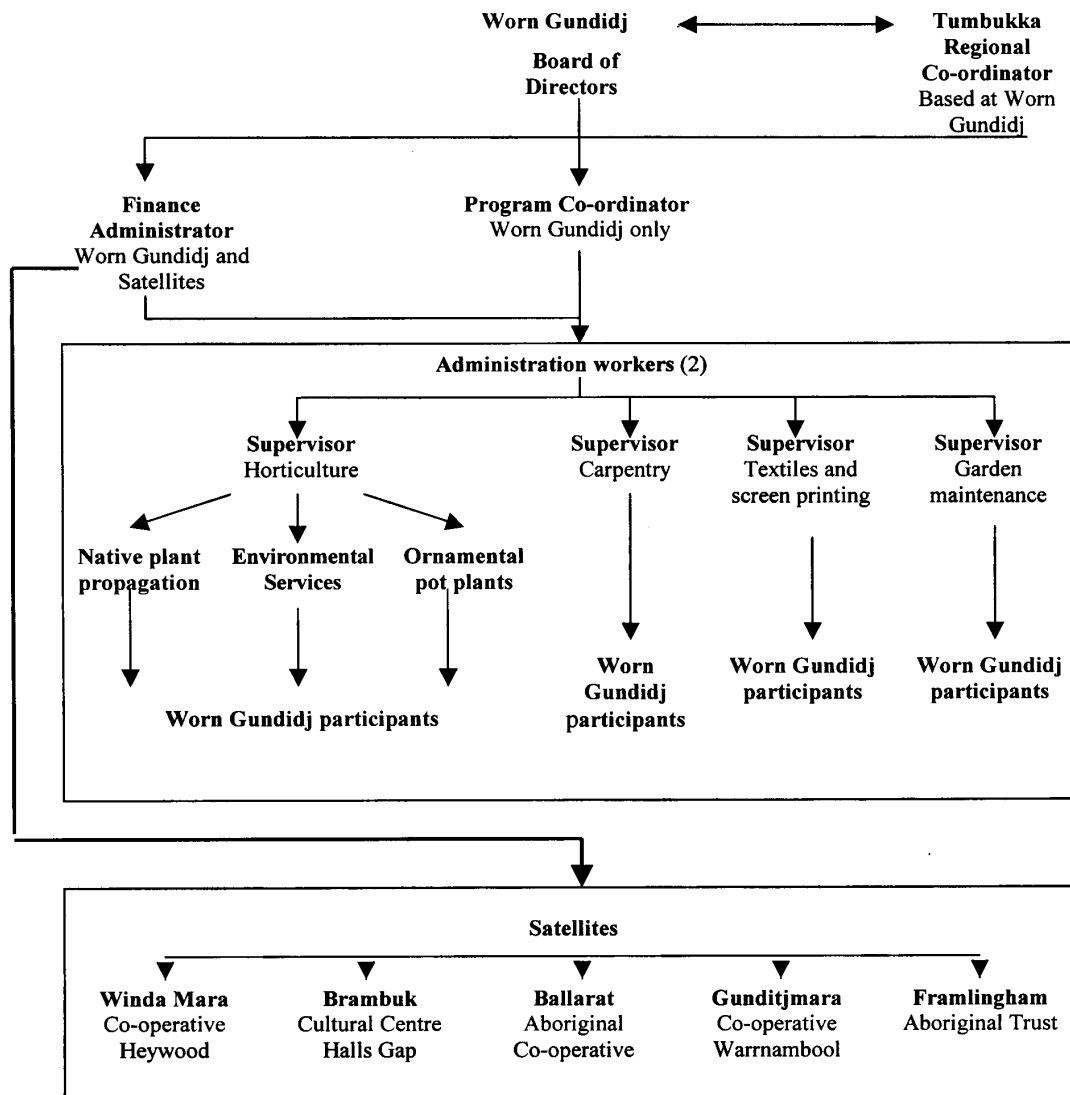 Worn Gundidj
Board of
Directors
Tumbukka
Regional
Co-ordinator
Based at Worn
Gundidj
Finance
Administrator
Worn Gundidj and
Satellites
Program Co-ordinator
Worn Gundidj only
Administration workers (2)
Supervisor
Horticulture
Supervisor
Carpentry
Supervisor
Textiles and
screen printing
Supervisor
Garden
maintenance
Native plant
propagation
Environmental
Services
Ornamental
pot plants
Worn Gundidj participants
Worn
Gundidj
participants
Worn Gundidj
participants
Worn Gundidj
participants
Satellites
Winda Mara
Co-operative
Heywood
Brambuk
Cultural Centre
Halls Gap
Ballarat
Aboriginal
Co-operative
Gunditjmara
Co-operative
Warrnambool
Framlingham
Aboriginal Trust